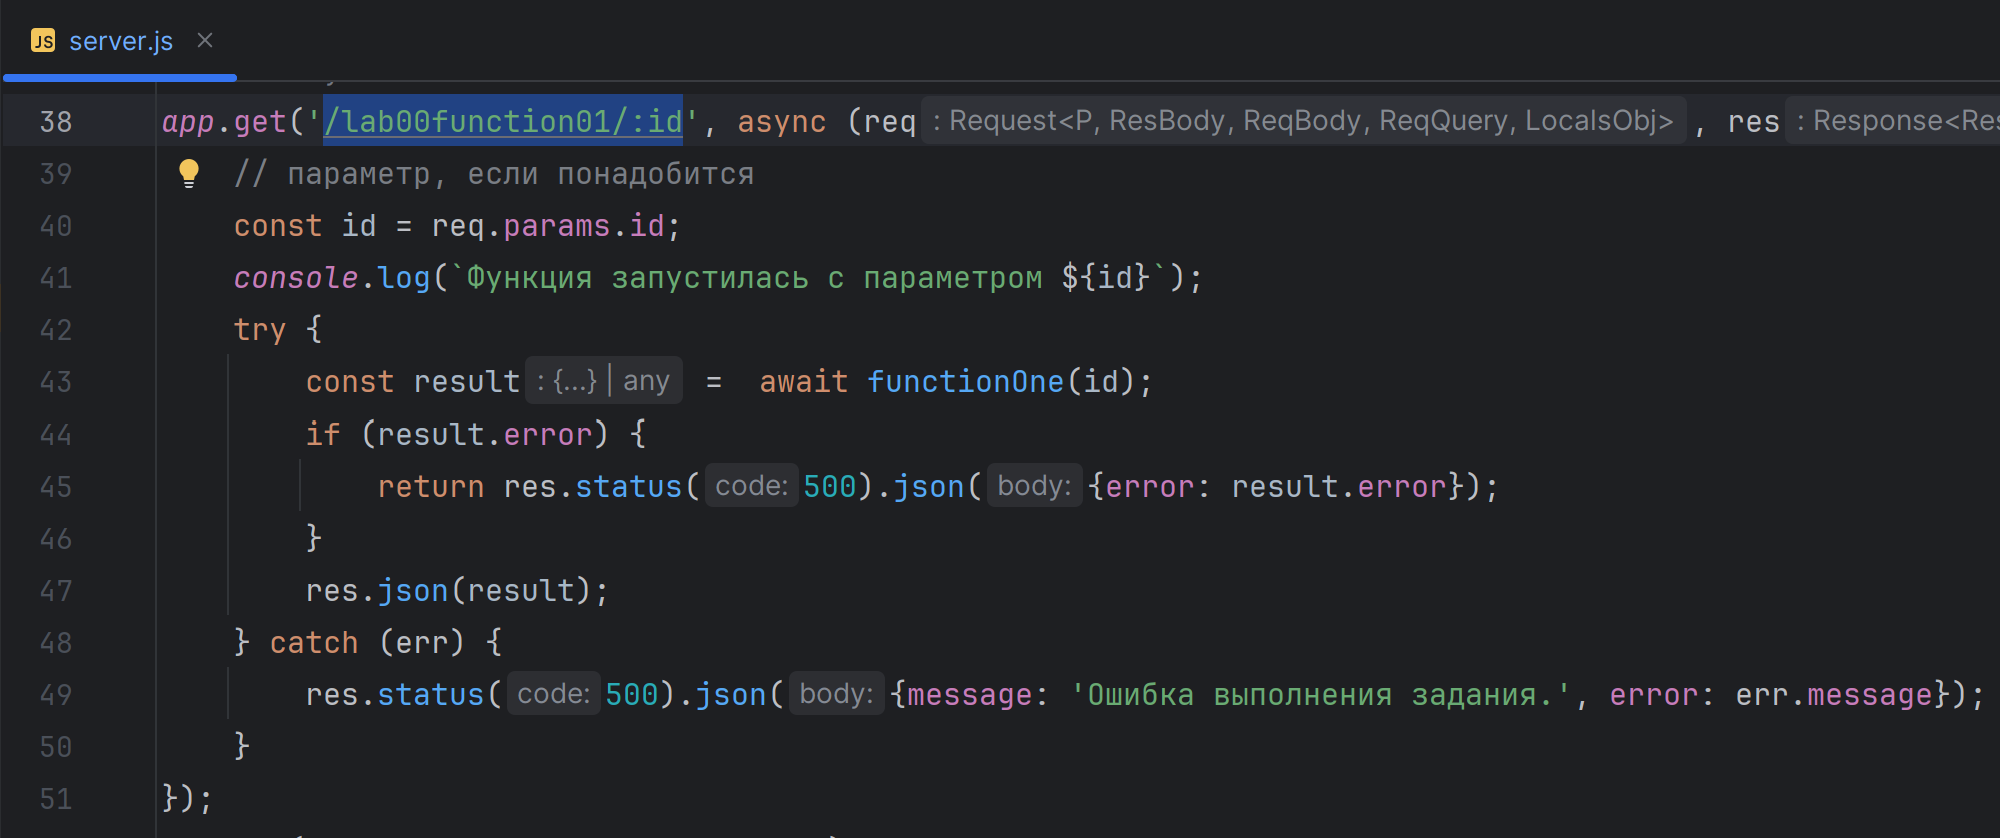 JS server.js ×
38 app.get('/lab00function01/:id', async (req : Request<P, ResBody, ReqBody, ReqQuery, LocalsObj> , res : Response<Res
39 // параметр, если понадобится
40 const id = req.params.id;
41 console.log(`Функция запустилась с параметром ${id}`);
42 try {
43 const result : {...} | any = await functionOne(id);
44 if (result.error) {
45 return res.status( code: 500).json( body: {error: result.error});
46 }
47 res.json(result);
48 } catch (err) {
49 res.status( code: 500).json( body: {message: 'Ошибка выполнения задания.', error: err.message});
50 }
51 });